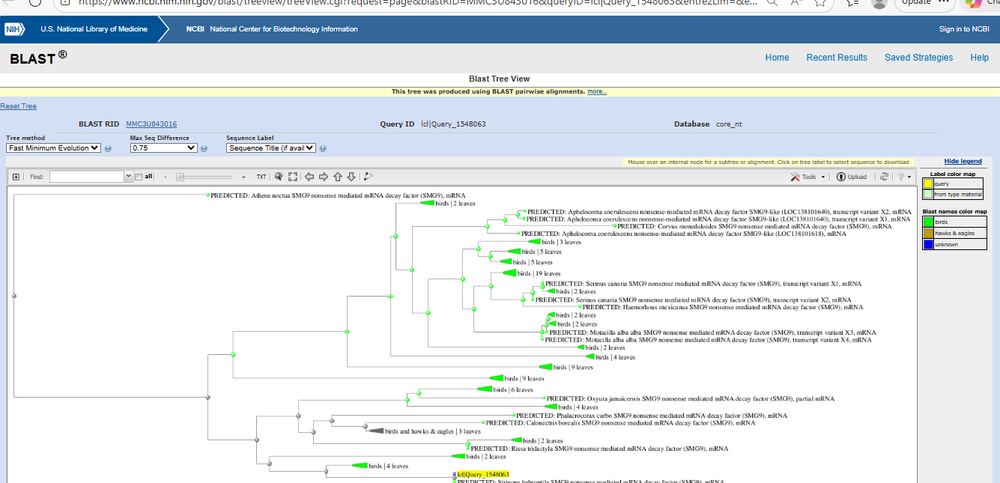 https://www.ncbi.nlm.nih.gov/blast/treeview/treeView.cgi?request=page&blastRID=MMC3U843016&queryID=lcl|Query_1548063&entrezLim=&e...
Update
NIH U.S. National Library of Medicine NCBI National Center for Biotechnology Information Sign in to NCBI
BLAST ® Home Recent Results Saved Strategies Help
Blast Tree View
This tree was produced using BLAST pairwise alignments. more...
Reset Tree
BLAST RID MMC3U843016 Query ID lcl|Query_1548063 Database core_nt
Tree method Max Seq Difference Sequence Label
Fast Minimum Evolution 0.75 Sequence Title (if avail
Mouse over an internal node for a subtree or alignment. Click on tree label to select sequence to download
Hide legend
Find: all - + TXT Tools Upload ?
Label color map
query
from type material
Blast names color map
birds
hawks & eagles
unknown
PREDICTED: Athene noctua SMG9 nonsense mediated mRNA decay factor (SMG9), mRNA
birds | 2 leaves
PREDICTED: Aphelocoma coerulescens nonsense-mediated mRNA decay factor SMG9-like (LOC138101640), transcript variant X2, mRNA
PREDICTED: Aphelocoma coerulescens nonsense-mediated mRNA decay factor SMG9-like (LOC138101640), transcript variant X1, mRNA
PREDICTED: Corvus moneduloides SMG9 nonsense mediated mRNA decay factor (SMG9), mRNA
PREDICTED: Aphelocoma coerulescens nonsense-mediated mRNA decay factor SMG9-like (LOC138101618), mRNA
birds | 3 leaves
birds | 5 leaves
birds | 5 leaves
birds | 19 leaves
PREDICTED: Serinus canaria SMG9 nonsense mediated mRNA decay factor (SMG9), transcript variant X1, mRNA
birds | 2 leaves
PREDICTED: Serinus canaria SMG9 nonsense mediated mRNA decay factor (SMG9), transcript variant X2, mRNA
PREDICTED: Haemorhous mexicanus SMG9 nonsense mediated mRNA decay factor (SMG9), mRNA
birds | 2 leaves
birds | 2 leaves
PREDICTED: Motacilla alba alba SMG9 nonsense mediated mRNA decay factor (SMG9), transcript variant X3, mRNA
PREDICTED: Motacilla alba alba SMG9 nonsense mediated mRNA decay factor (SMG9), transcript variant X4, mRNA
birds | 2 leaves
birds | 4 leaves
birds | 9 leaves
birds | 9 leaves
birds | 6 leaves
PREDICTED: Oxyura jamaicensis SMG9 nonsense mediated mRNA decay factor (SMG9), partial mRNA
birds | 4 leaves
PREDICTED: Phalacrocorax carbo SMG9 nonsense mediated mRNA decay factor (SMG9), mRNA
PREDICTED: Calonectris borealis SMG9 nonsense mediated mRNA decay factor (SMG9), mRNA
birds and hawks & eagles | 3 leaves
birds | 2 leaves
PREDICTED: Rissa tridactyla SMG9 nonsense mediated mRNA decay factor (SMG9), mRNA
birds | 2 leaves
birds | 4 leaves
lcl|Query_1548063
PREDICTED: Strigops habroptila SMG9 nonsense mediated mRNA decay factor (SMG9), mRNA